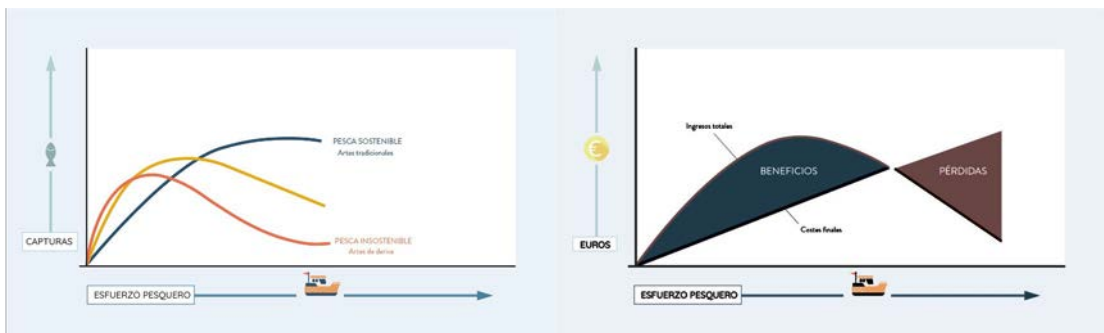 PESCA SOSTENIBLE
Artes tradicionales
PESCA INSOSTENIBLE
Artes de deriva
CAPTURAS
ESFUERZO PESQUERO
Ingresos totales
€
BENEFICIOS
PÉRDIDAS
Costes finales
EUROS
ESFUERZO PESQUERO